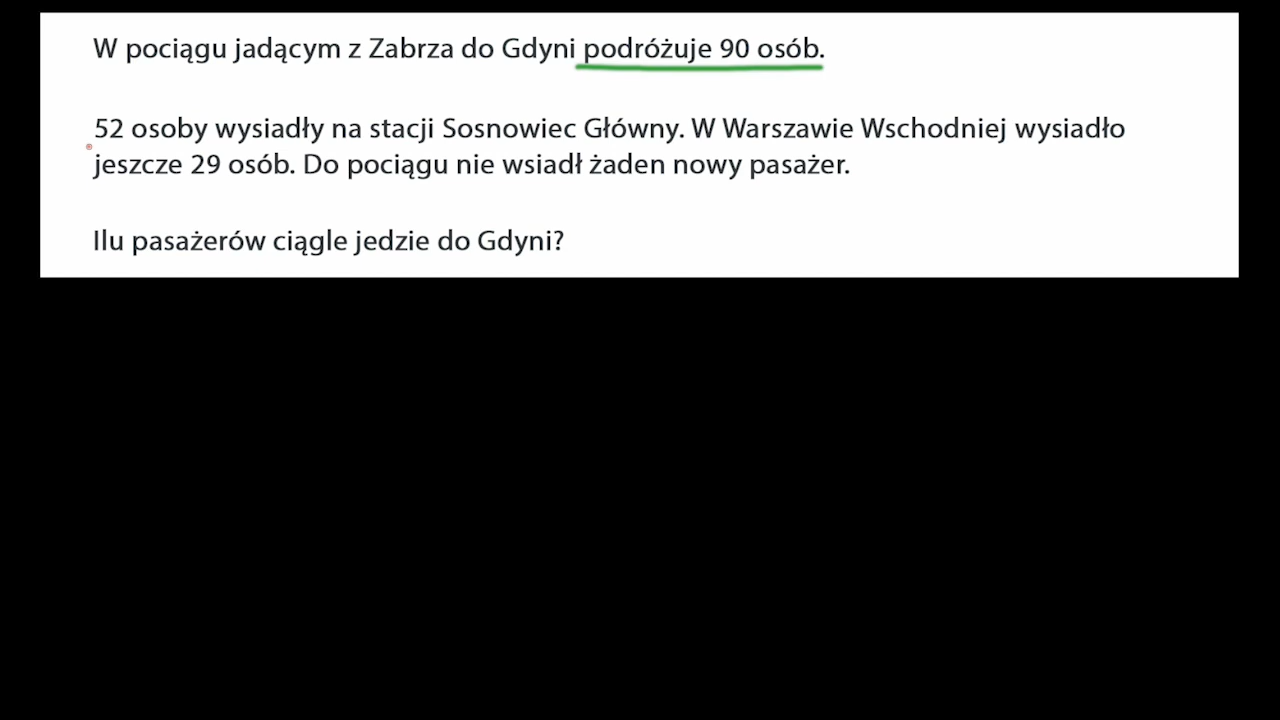 W pociągu jadącym z Zabrza do Gdyni podróżuje 90 osób.
52 osoby wysiadły na stacji Sosnowiec Główny. W Warszawie Wschodniej wysiadło
jeszcze 29 osób. Do pociągu nie wsiadł żaden nowy pasażer.
Ilu pasażerów ciągle jedzie do Gdyni?